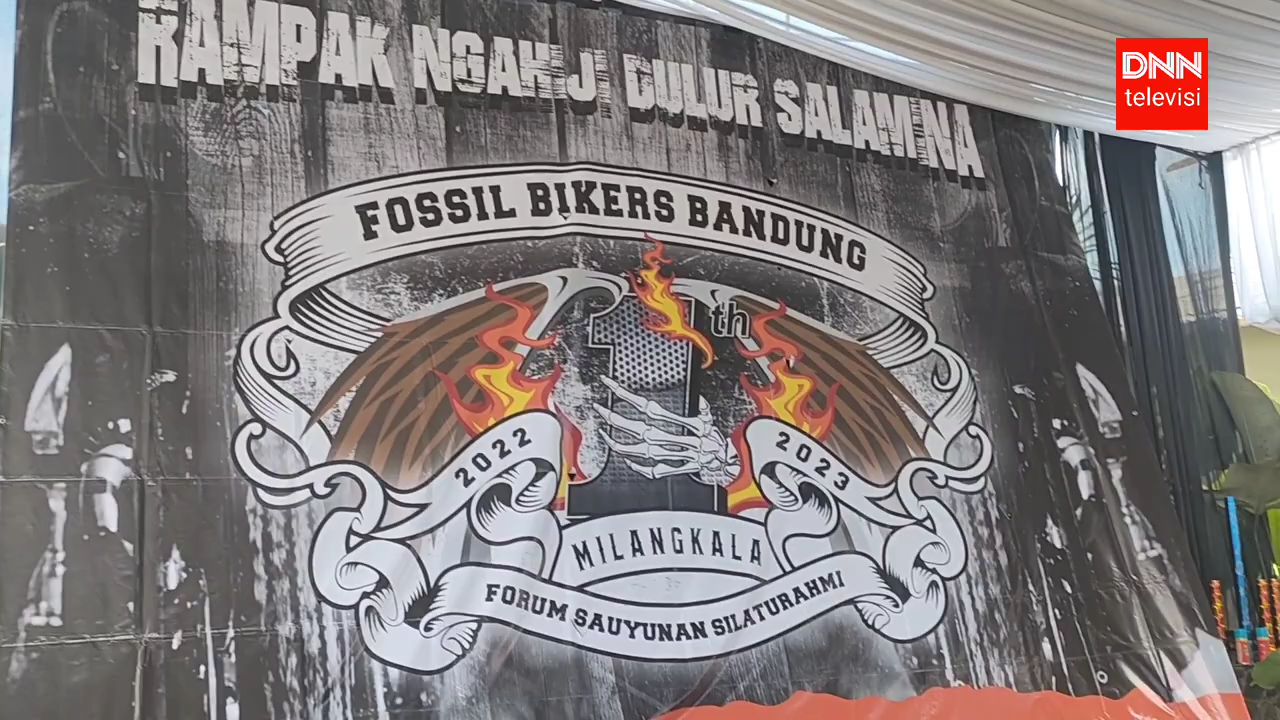 RAMPAK NGAHIJI DULUR SALAMINA
DNN
televisi
FOSSIL BIKERS BANDUNG
1th
2022
2023
MILANGKALA
FORUM SAUYUNAN SILATURAHMI